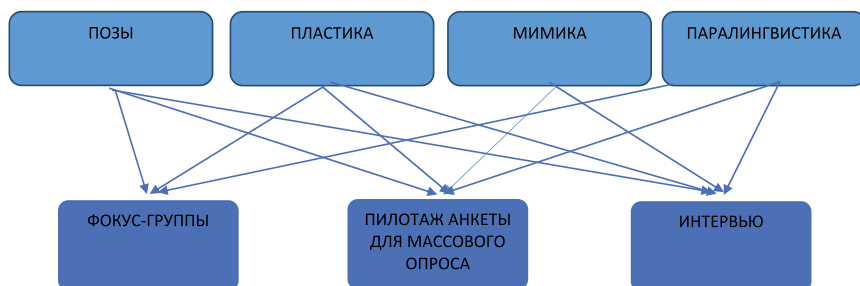 ПОЗЫ
ПЛАСТИКА
МИМИКА
ПАРАЛИНГВИСТИКА
ФОКУС-ГРУППЫ
ПИЛОТАЖ АНКЕТЫ
ДЛЯ МАССОВОГО
ОПРОСА
ИНТЕРВЬЮ